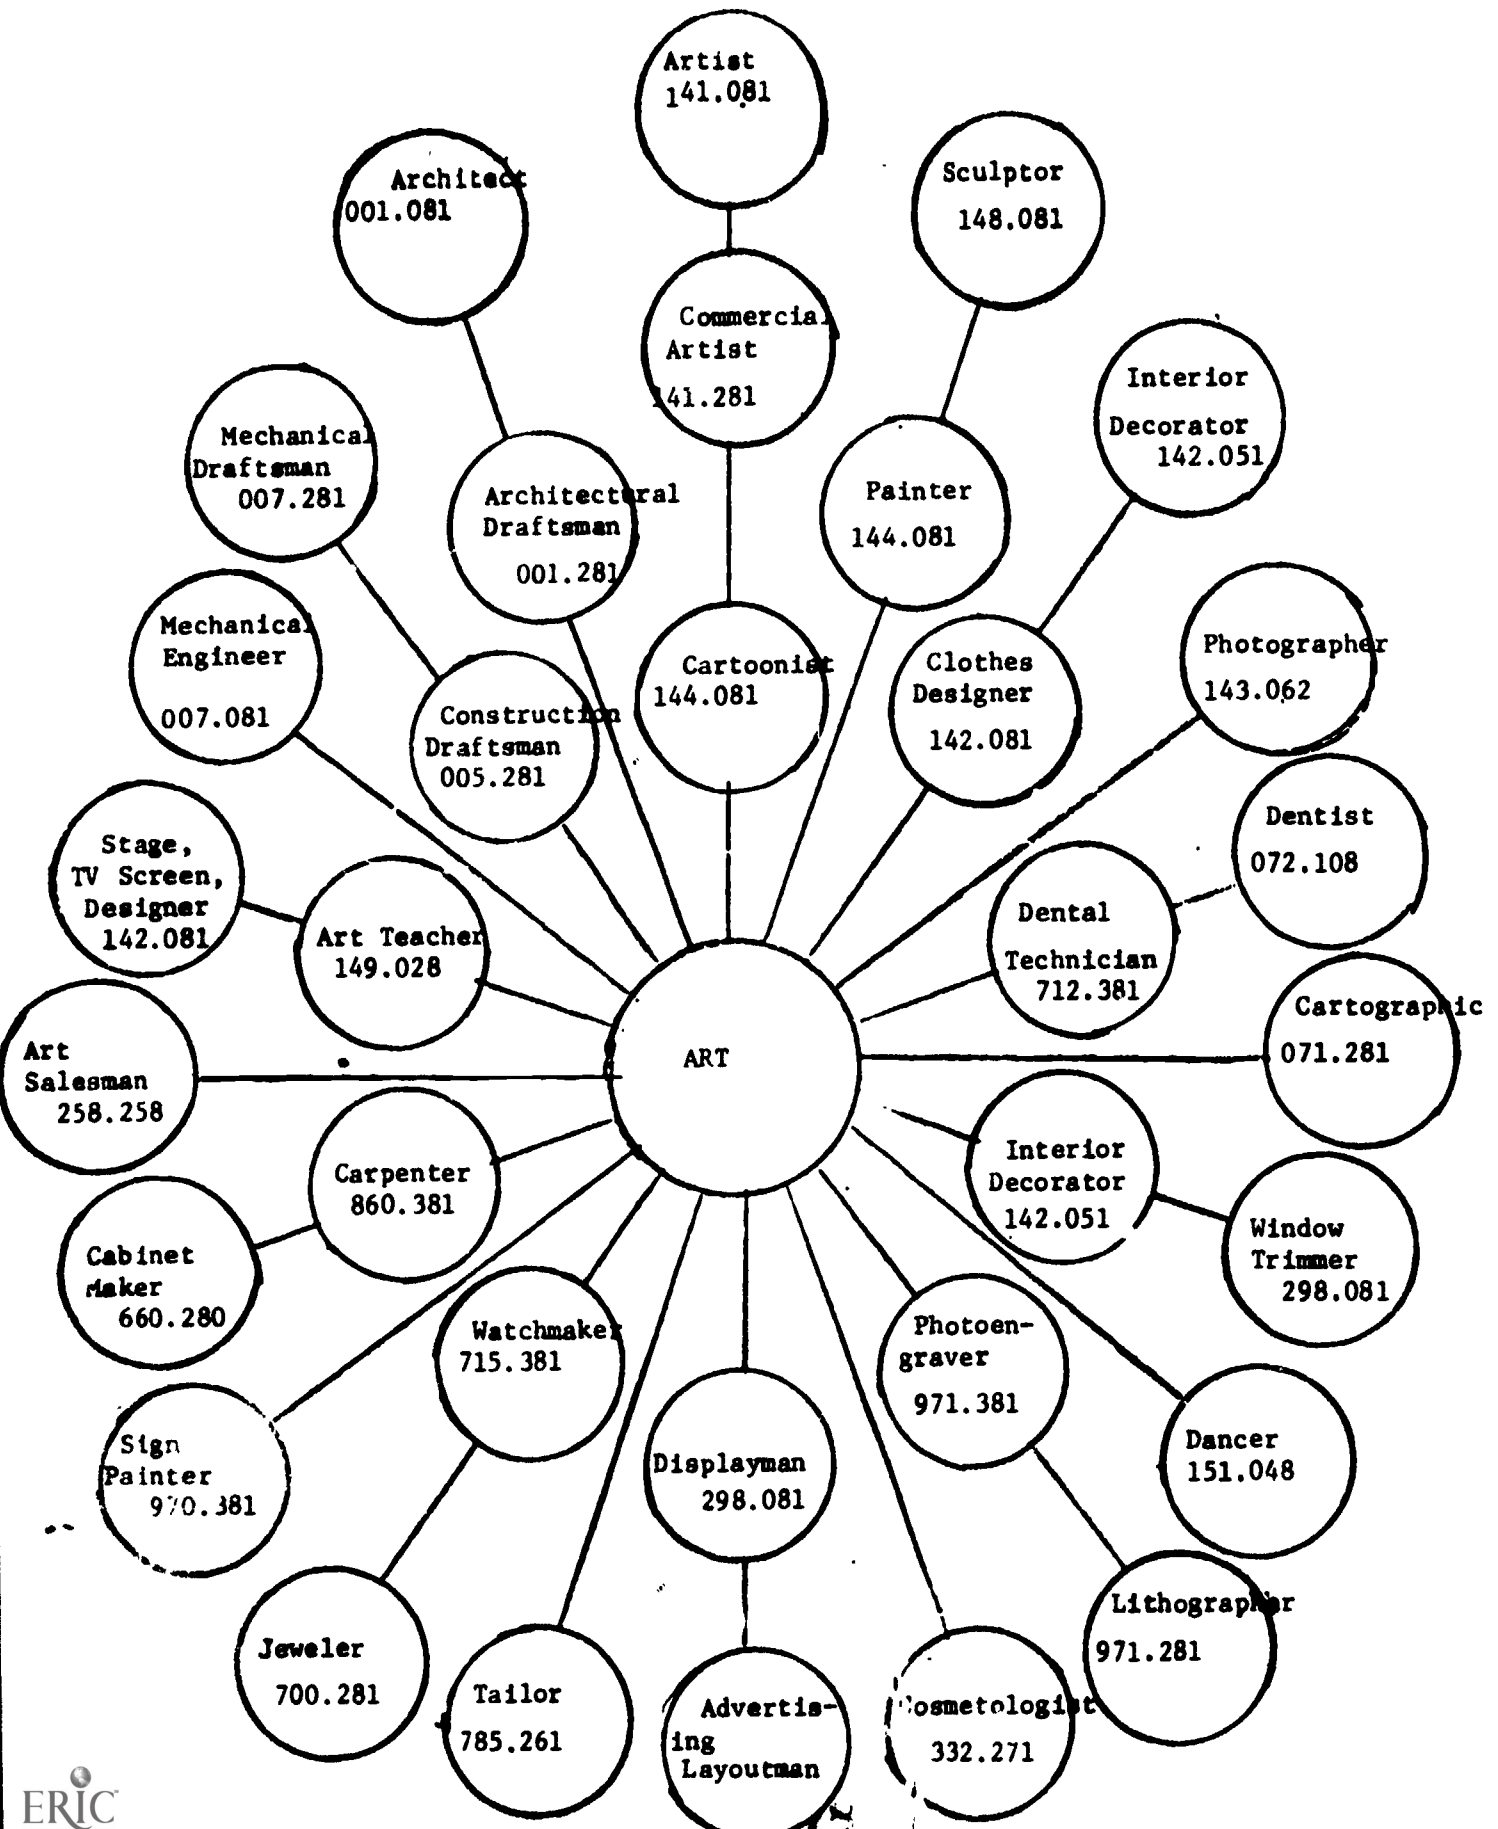 Artist
141.081
Architect
001.081
Sculptor
148.081
Commercial
Artist
141.281
Interior
Decorator
142.051
Mechanical
Draftsman
007.281
Architectural
Draftsman
001.281
Painter
144.081
Mechanical
Engineer
007.081
Construction
Draftsman
005.281
Cartoonist
144.081
Clothes
Designer
142.081
Photographer
143.062
Stage,
TV Screen,
Designer
142.081
Art Teacher
149.028
Dental
Technician
712.381
Dentist
072.108
Art
Salesman
258.258
ART
Cartographic
071.281
Carpenter
860.381
Interior
Decorator
142.051
Cabinet
Maker
660.280
Window
Trimmer
298.081
Watchmaker
715.381
Photoen-
graver
971.381
Sign
Painter
970.381
Displayman
298.081
Dancer
151.048
Jeweler
700.281
Tailor
785.261
Advertis-
ing
Layoutman
Cosmetologist
332.271
Lithographer
971.281
ERIC